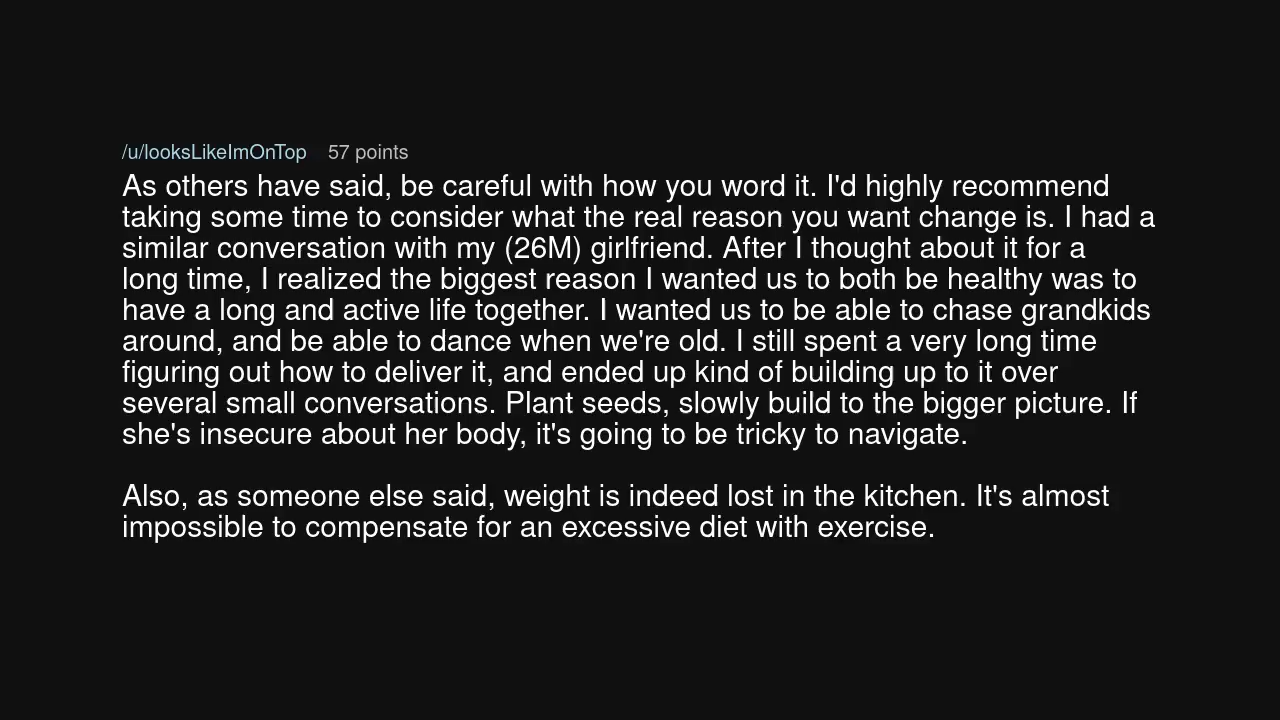 /u/looksLikeImOnTop 57 points
As others have said, be careful with how you word it. I'd highly recommend
taking some time to consider what the real reason you want change is. I had a
similar conversation with my (26M) girlfriend. After I thought about it for a
long time, I realized the biggest reason I wanted us to both be healthy was to
have a long and active life together. I wanted us to be able to chase grandkids
around, and be able to dance when we're old. I still spent a very long time
figuring out how to deliver it, and ended up kind of building up to it over
several small conversations. Plant seeds, slowly build to the bigger picture. If
she's insecure about her body, it's going to be tricky to navigate.
Also, as someone else said, weight is indeed lost in the kitchen. It's almost
impossible to compensate for an excessive diet with exercise.